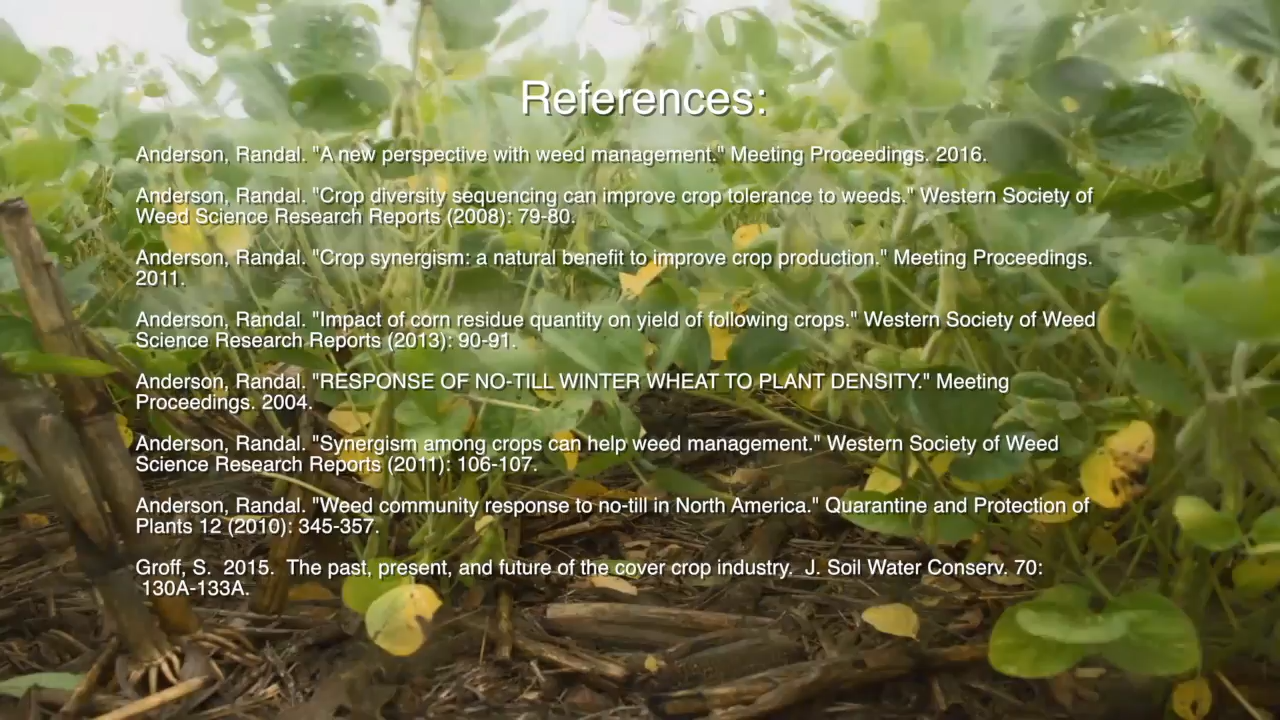 References:
Anderson, Randal. "A new perspective with weed management." Meeting Proceedings. 2016.
Anderson, Randal. "Crop diversity sequencing can improve crop tolerance to weeds." Western Society of
Weed Science Research Reports (2008): 79-80.
Anderson, Randal. "Crop synergism: a natural benefit to improve crop production." Meeting Proceedings.
2011.
Anderson, Randal. "Impact of corn residue quantity on yield of following crops." Western Society of Weed
Science Research Reports (2013): 90-91.
Anderson, Randal. "RESPONSE OF NO-TILL WINTER WHEAT TO PLANT DENSITY." Meeting
Proceedings. 2004.
Anderson, Randal. "Synergism among crops can help weed management." Western Society of Weed
Science Research Reports (2011): 106-107.
Anderson, Randal. "Weed community response to no-till in North America." Quarantine and Protection of
Plants 12 (2010): 345-357.
Groff, S.  2015.  The past, present, and future of the cover crop industry.  J. Soil Water Conserv. 70:
130A-133A.